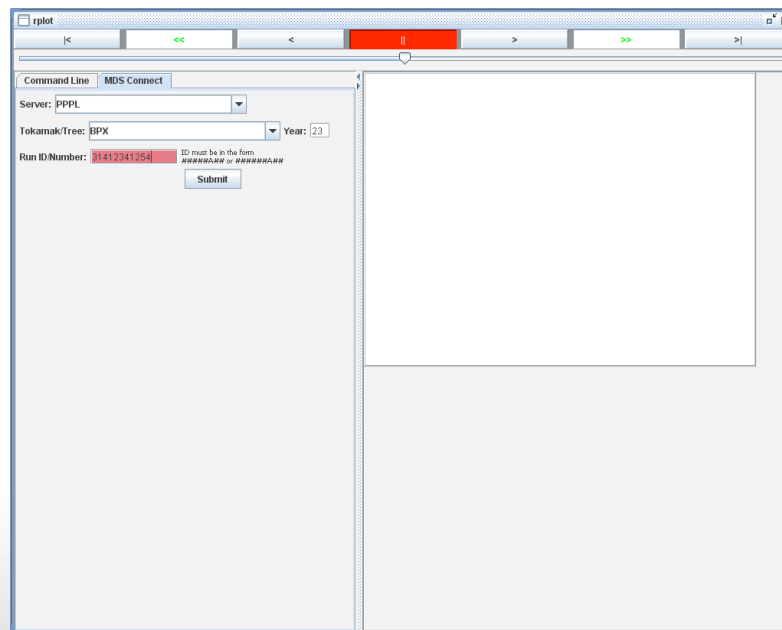 rplot
|< << < || > >> >|
Command Line MDS Connect
Server: PPPL
Tokamak/Tree: BPX Year: 23
Run ID/Number: 31412341254 ID must be in the form
#####A## or ######A##
Submit